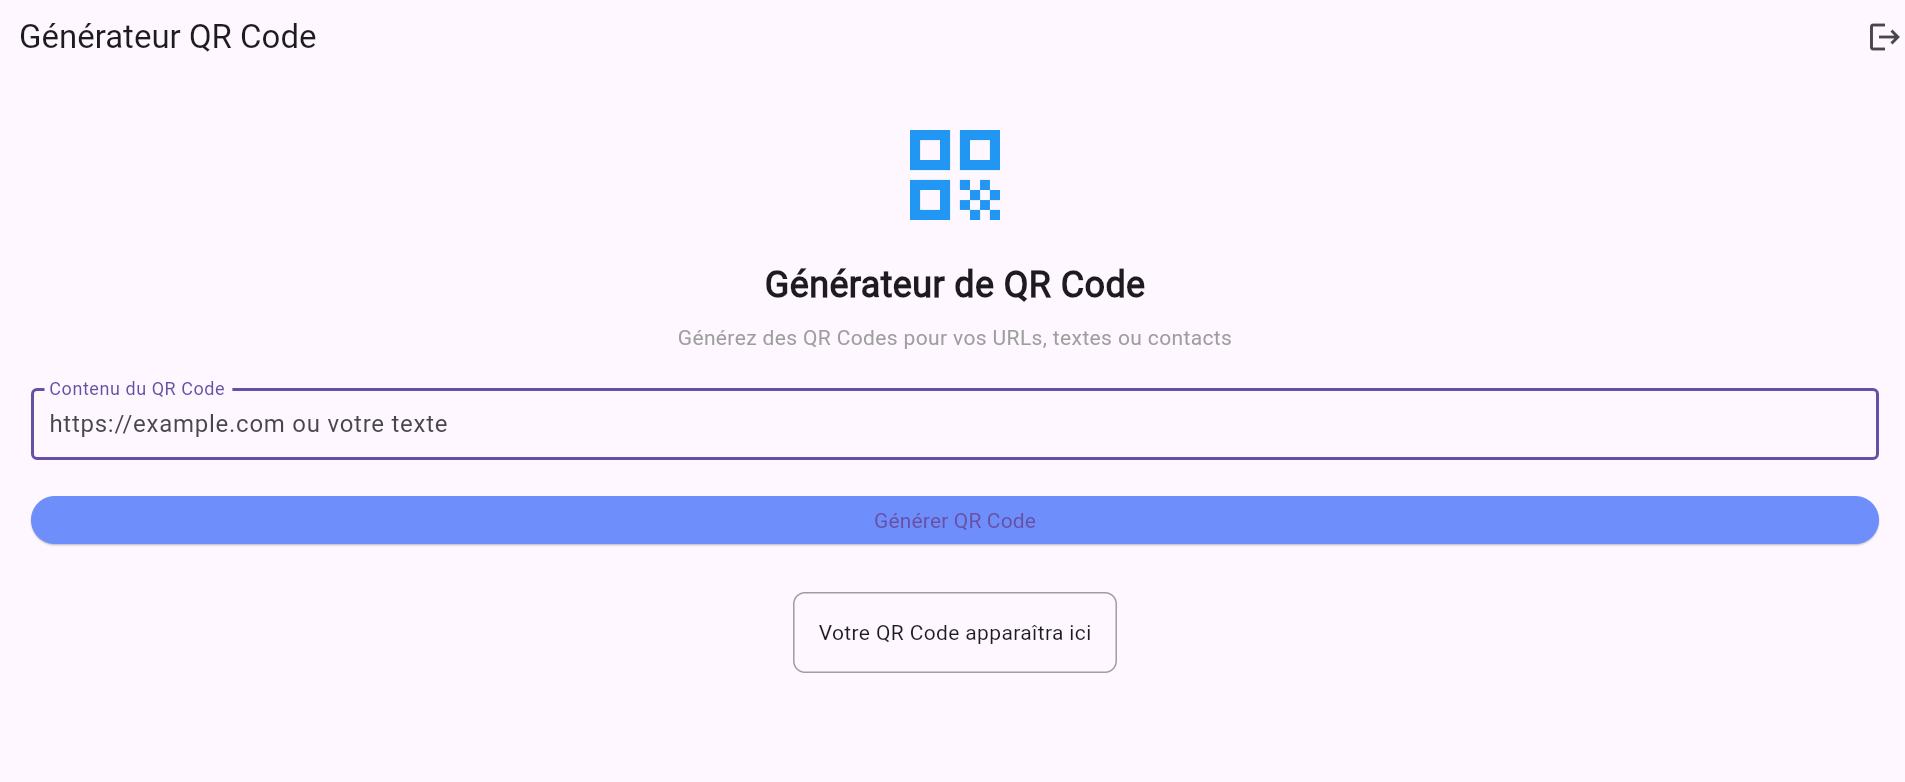 Générateur QR Code
Générateur de QR Code
Générez des QR Codes pour vos URLs, textes ou contacts
Contenu du QR Code
https://example.com ou votre texte
Générer QR Code
Votre QR Code apparaîtra ici